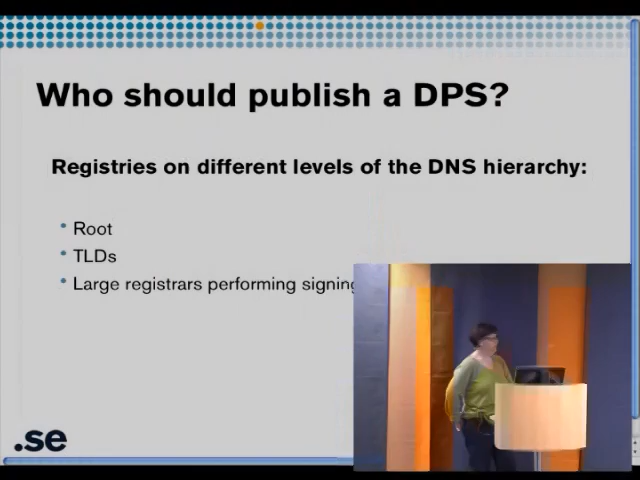 Who should publish a DPS?
Registries on different levels of the DNS hierarchy:
• Root
• TLDs
• Large registrars performing signing
.se